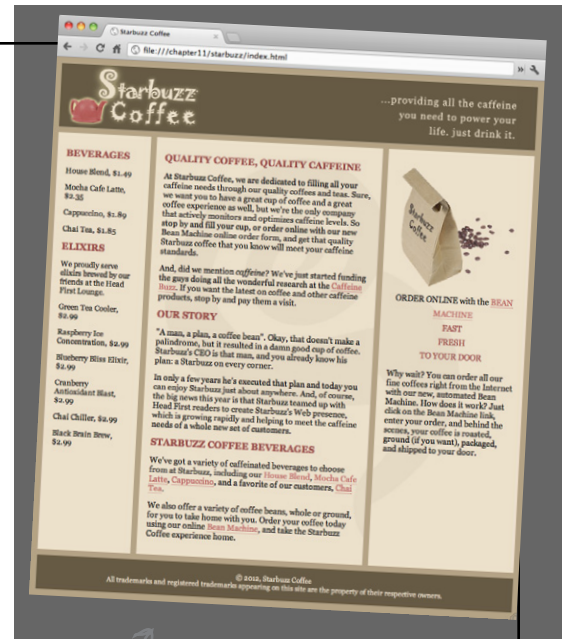 Starbuzz Coffee
file:///chapter11/starbuzz/index.html
Starbuzz
Coffee
...providing all the caffeine
you need to power your
life. just drink it.
BEVERAGES
House Blend, $1.49
Mocha Cafe Latte,
$2.35
Cappuccino, $1.89
Chai Tea, $1.85
ELIXIRS
We proudly serve
elixirs brewed by our
friends at the Head
First Lounge.
Green Tea Cooler,
$2.99
Raspberry Ice
Concentration, $2.99
Blueberry Bliss Elixir,
$2.99
Cranberry
Antioxidant Blast,
$2.99
Chai Chiller, $2.99
Black Brain Brew,
$2.99
QUALITY COFFEE, QUALITY CAFFEINE
At Starbuzz Coffee, we are dedicated to filling all your
caffeine needs through our quality coffees and teas. Sure,
we want you to have a great cup of coffee and a great
coffee experience as well, but we're the only company
that actively monitors and optimizes caffeine levels. So
stop by and fill your cup, or order online with our new
Bean Machine online order form, and get that quality
Starbuzz coffee that you know will meet your caffeine
standards.
And, did we mention caffeine? We've just started funding
the guys doing all the wonderful research at the Caffeine
Buzz. If you want the latest on coffee and other caffeine
products, stop by and pay them a visit.
OUR STORY
"A man, a plan, a coffee bean". Okay, that doesn't make a
palindrome, but it resulted in a damn good cup of coffee.
Starbuzz's CEO is that man, and you already know his
plan: a Starbuzz on every corner.
In only a few years he's executed that plan and today you
can enjoy Starbuzz just about anywhere. And, of course,
the big news this year is that Starbuzz teamed up with
Head First readers to create Starbuzz's Web presence,
which is growing rapidly and helping to meet the caffeine
needs of a whole new set of customers.
STARBUZZ COFFEE BEVERAGES
We've got a variety of caffeinated beverages to choose
from at Starbuzz, including our House Blend, Mocha Cafe
Latte, Cappuccino, and a favorite of our customers, Chai
Tea.
We also offer a variety of coffee beans, whole or ground,
for you to take home with you. Order your coffee today
using our online Bean Machine, and take the Starbuzz
Coffee experience home.
Starbuzz
Coffee
ORDER ONLINE with the BEAN
MACHINE
FAST
FRESH
TO YOUR DOOR
Why wait? You can order all our
fine coffees right from the Internet
with our new, automated Bean
Machine. How does it work? Just
click on the Bean Machine link,
enter your order, and behind the
scenes, your coffee is roasted,
ground (if you want), packaged,
and shipped to your door.
© 2012, Starbuzz Coffee
All trademarks and registered trademarks appearing on this site are the property of their respective owners.